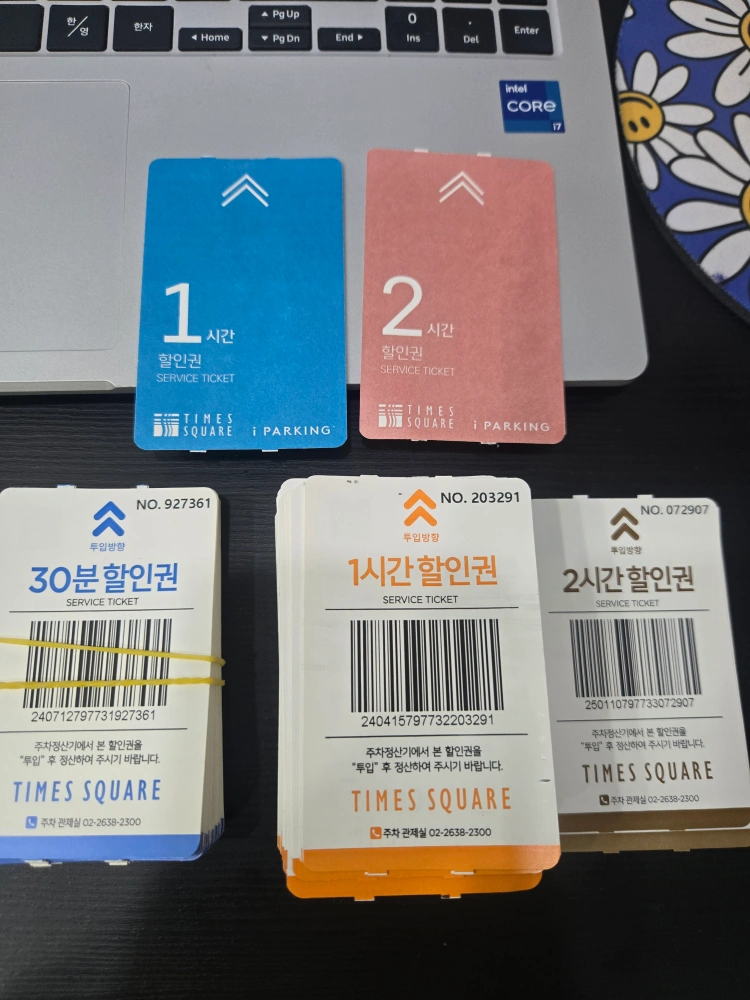 한/영
한자
◂ Home
▴ Pg Up
▾ Pg Dn
End ▸
0
Ins
.
Del
Enter
intel
CORE
i7
1시간
할인권
SERVICE TICKET
TIMES
SQUARE
i PARKING
2시간
할인권
SERVICE TICKET
TIMES
SQUARE
i PARKING
NO. 927361
투입방향
30분 할인권
SERVICE TICKET
240712797731927361
주차정산기에서 본 할인권을
"투입" 후 정산하여 주시기 바랍니다.
TIMES SQUARE
주차 관제실 02-2638-2300
NO. 203291
투입방향
1시간 할인권
SERVICE TICKET
240415797732203291
주차정산기에서 본 할인권을
"투입" 후 정산하여 주시기 바랍니다.
TIMES SQUARE
주차 관제실 02-2638-2300
NO. 072907
투입방향
2시간 할인권
SERVICE TICKET
250110797733072907
주차정산기에서 본 할인권을
"투입" 후 정산하여 주시기 바랍니다.
TIMES SQUARE
주차 관제실 02-2638-2300